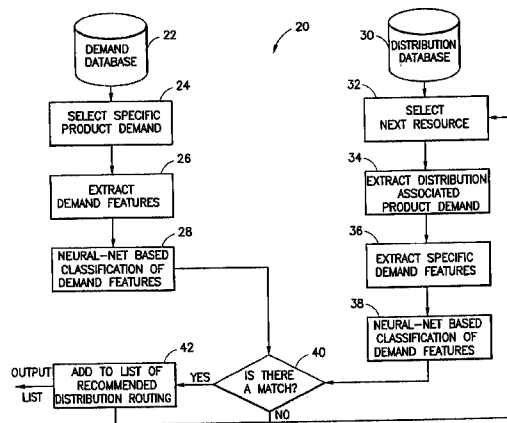 20
22
DEMAND
DATABASE
24
SELECT SPECIFIC
PRODUCT DEMAND
26
EXTRACT
DEMAND FEATURES
28
NEURAL-NET BASED
CLASSIFICATION OF
DEMAND FEATURES
30
DISTRIBUTION
DATABASE
32
SELECT
NEXT RESOURCE
34
EXTRACT DISTRIBUTION
ASSOCIATED
PRODUCT DEMAND
36
EXTRACT SPECIFIC
DEMAND FEATURES
38
NEURAL-NET BASED
CLASSIFICATION OF
DEMAND FEATURES
40
IS THERE
A MATCH?
YES
NO
42
ADD TO LIST OF
RECOMMENDED
DISTRIBUTION ROUTING
OUTPUT
LIST